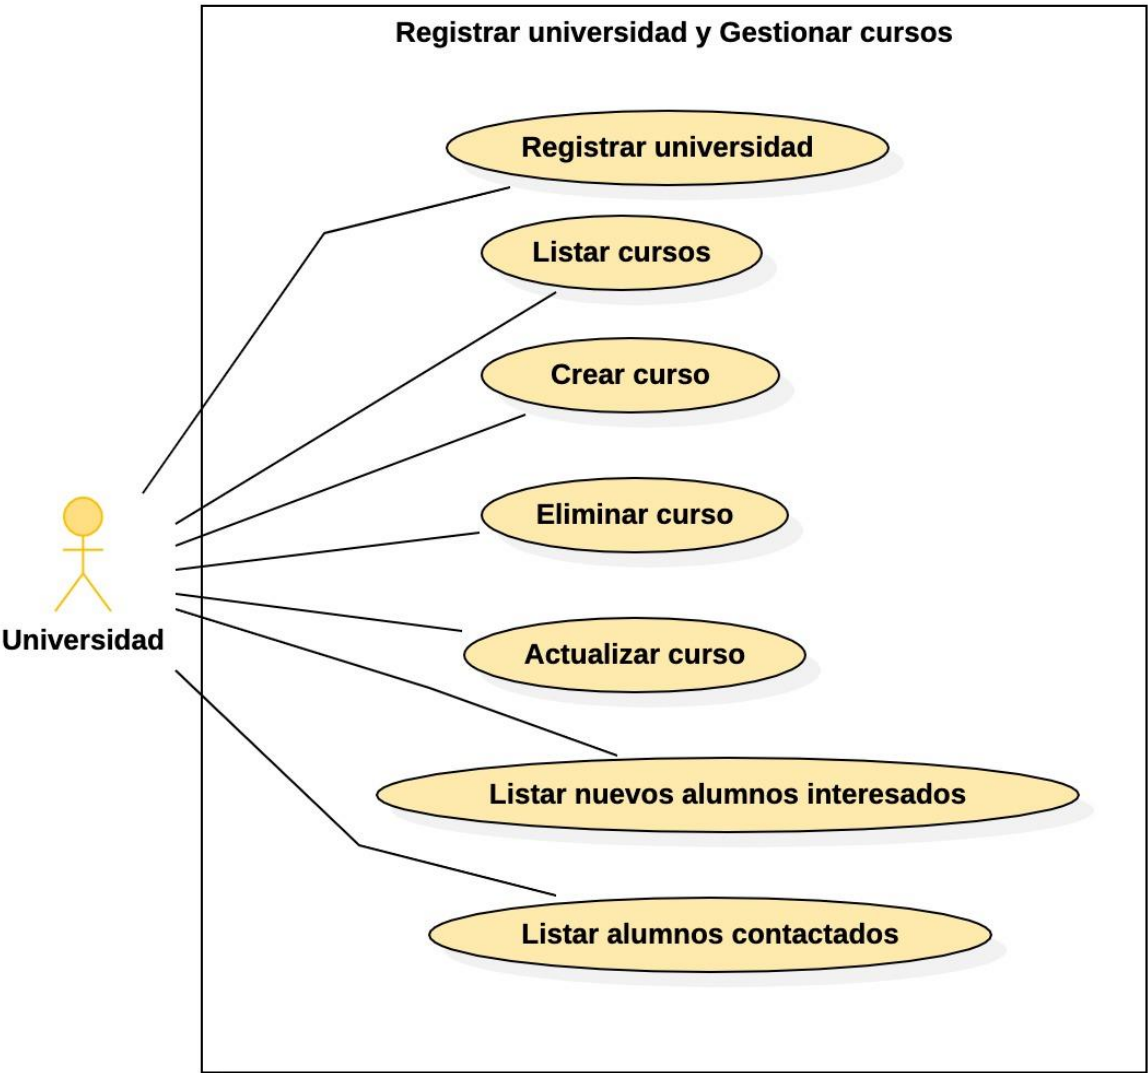 Registrar universidad y Gestionar cursos
Registrar universidad
Listar cursos
Crear curso
Eliminar curso
Universidad
Actualizar curso
Listar nuevos alumnos interesados
Listar alumnos contactados